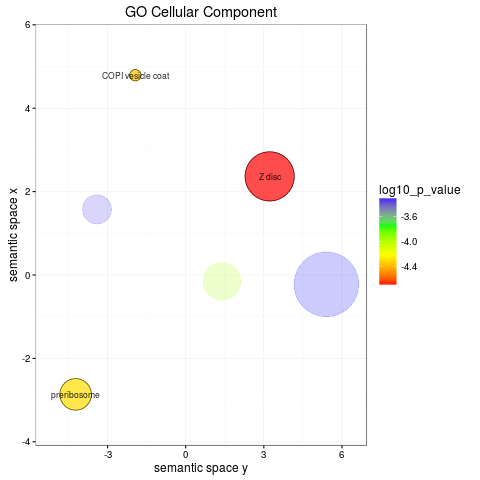 GO Cellular Component
6
4
2
0
-2
-4
semantic space x
COPI vesicle coat
Z disc
preribosome
-3
0
3
6
semantic space y
log10_p_value
-3.6
-4.0
-4.4